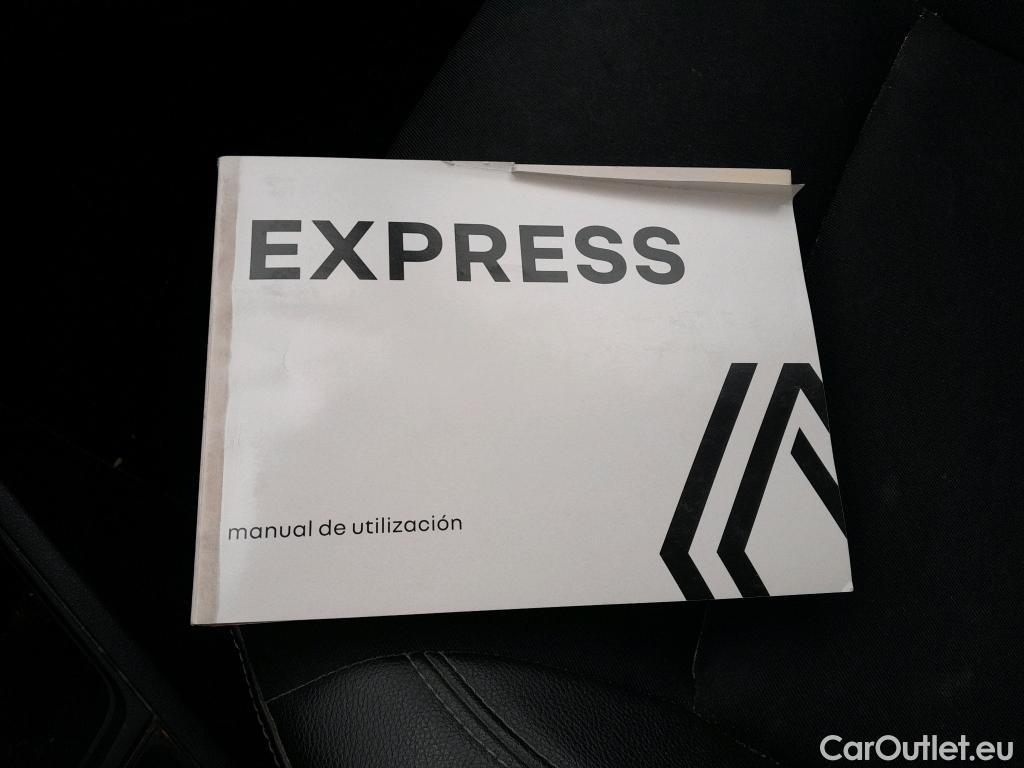 EXPRESS
manual de utilización
CarOutlet.eu